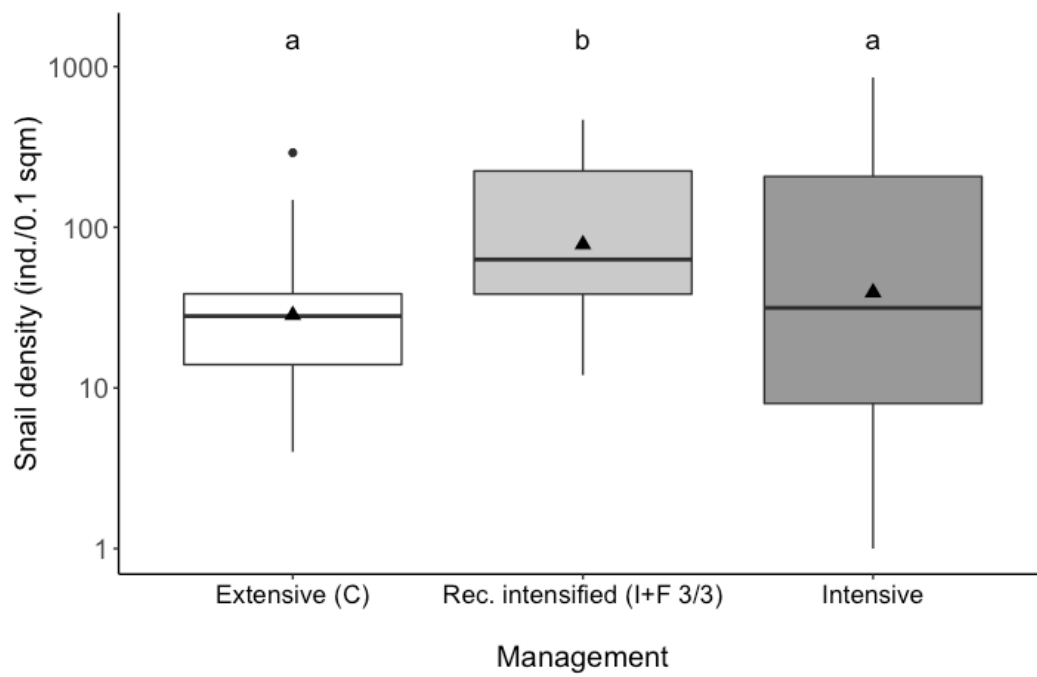 a b a
1000
100
10
1
Snail density (ind./0.1 sqm)
Extensive (C) Rec. intensified (I+F 3/3) Intensive
Management